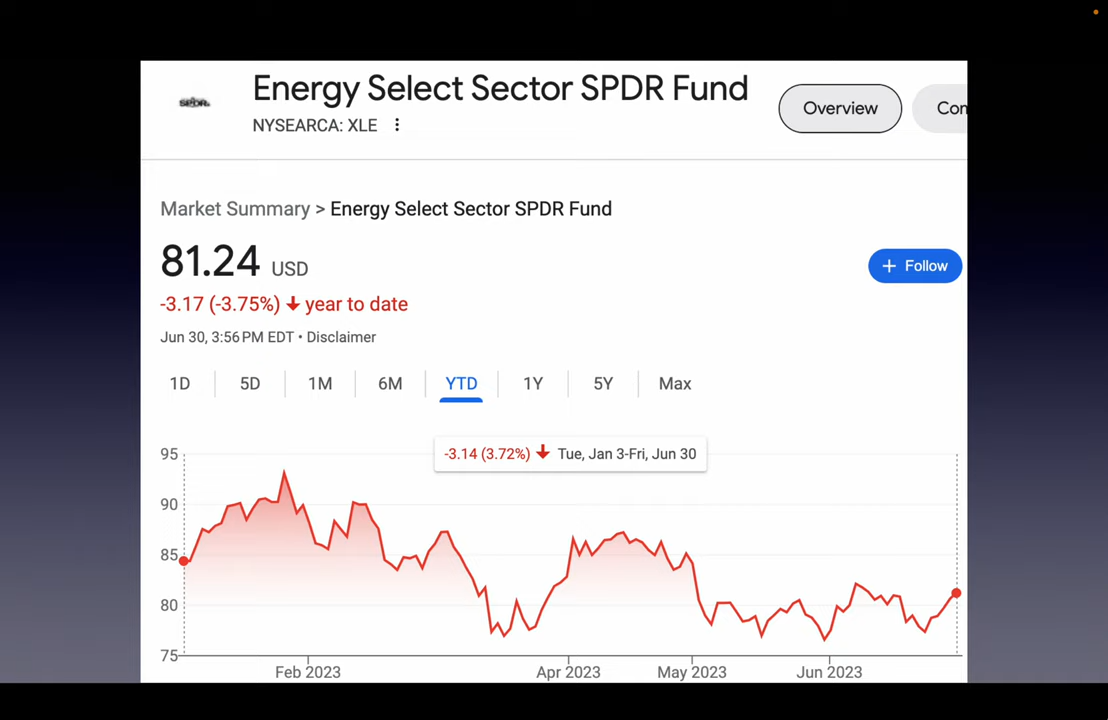 SPDR.
Energy Select Sector SPDR Fund
NYSEARCA: XLE
Overview
Con
Market Summary > Energy Select Sector SPDR Fund
81.24 USD
+ Follow
-3.17 (-3.75%) ↓ year to date
Jun 30, 3:56 PM EDT • Disclaimer
1D 5D 1M 6M YTD 1Y 5Y Max
-3.14 (3.72%) ↓ Tue, Jan 3-Fri, Jun 30
95
90
85
80
75
Feb 2023 Apr 2023 May 2023 Jun 2023